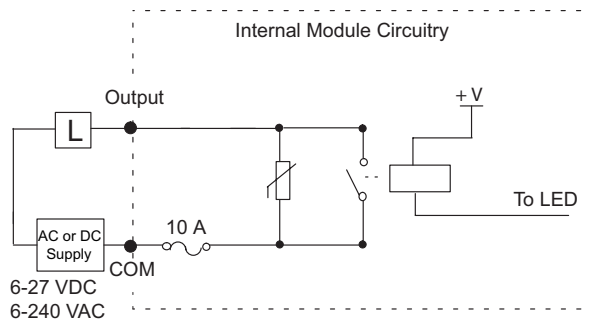 Internal Module Circuitry
Output
+V
L
To LED
10 A
AC or DC
Supply
COM
6-27 VDC
6-240 VAC